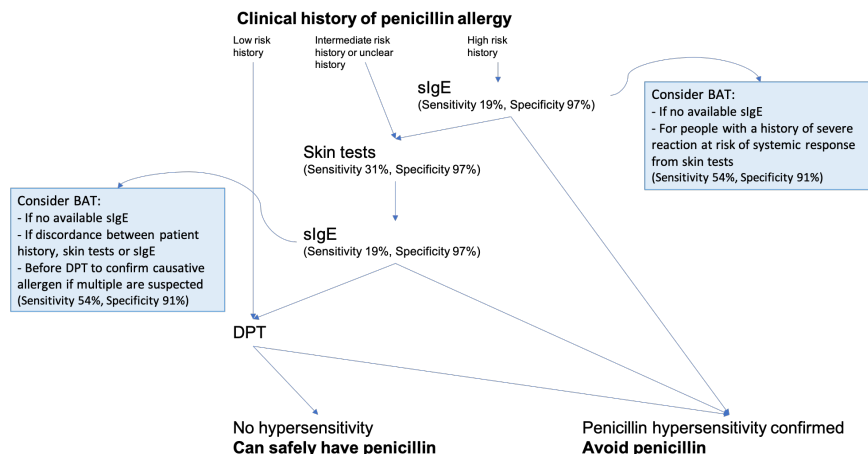 Clinical history of penicillin allergy
Low risk
history
Intermediate risk
history or unclear
history
High risk
history
sIgE
(Sensitivity 19%, Specificity 97%)
Consider BAT:
- If no available sIgE
- For people with a history of severe
reaction at risk of systemic response
from skin tests
(Sensitivity 54%, Specificity 91%)
Skin tests
(Sensitivity 31%, Specificity 97%)
Consider BAT:
- If no available sIgE
- If discordance between patient
history, skin tests or sIgE
- Before DPT to confirm causative
allergen if multiple are suspected
(Sensitivity 54%, Specificity 91%)
sIgE
(Sensitivity 19%, Specificity 97%)
DPT
No hypersensitivity
Can safely have penicillin
Penicillin hypersensitivity confirmed
Avoid penicillin